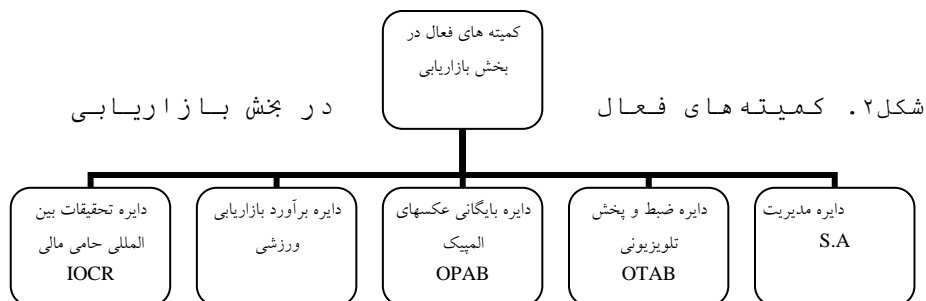 کمیته های فعال در
بخش بازاریابی
شکل۲. کمیته های فعال در بخش بازاریابی
دایره مدیریت
S.A
دایره ضبط و پخش
تلویزیونی
OTAB
دایره بایگانی عکسهای
المپیک
OPAB
دایره برآورد بازاریابی
ورزشی
دایره تحقیقات بین
المللی حامی مالی
IOCR